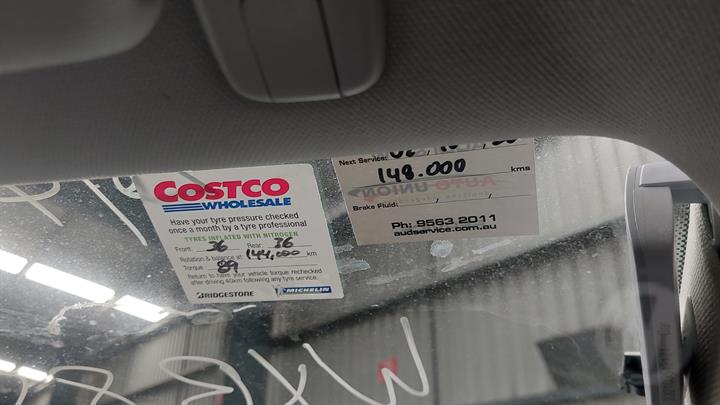 COSTCO
WHOLESALE
Have your tyre pressure checked
once a month by a tyre professional
TYRES INFLATED WITH NITROGEN
Front: 36 Rear: 36
Rotation & balance at 144,000 km
Torque 89
Return to have your vehicle torque rechecked
after driving 40km following any tyre service.
BRIDGESTONE MICHELIN
Next Service:
148.000 kms
AUTO UNION
Brake Fluid:
Ph: 9563 2011
audservice.com.au